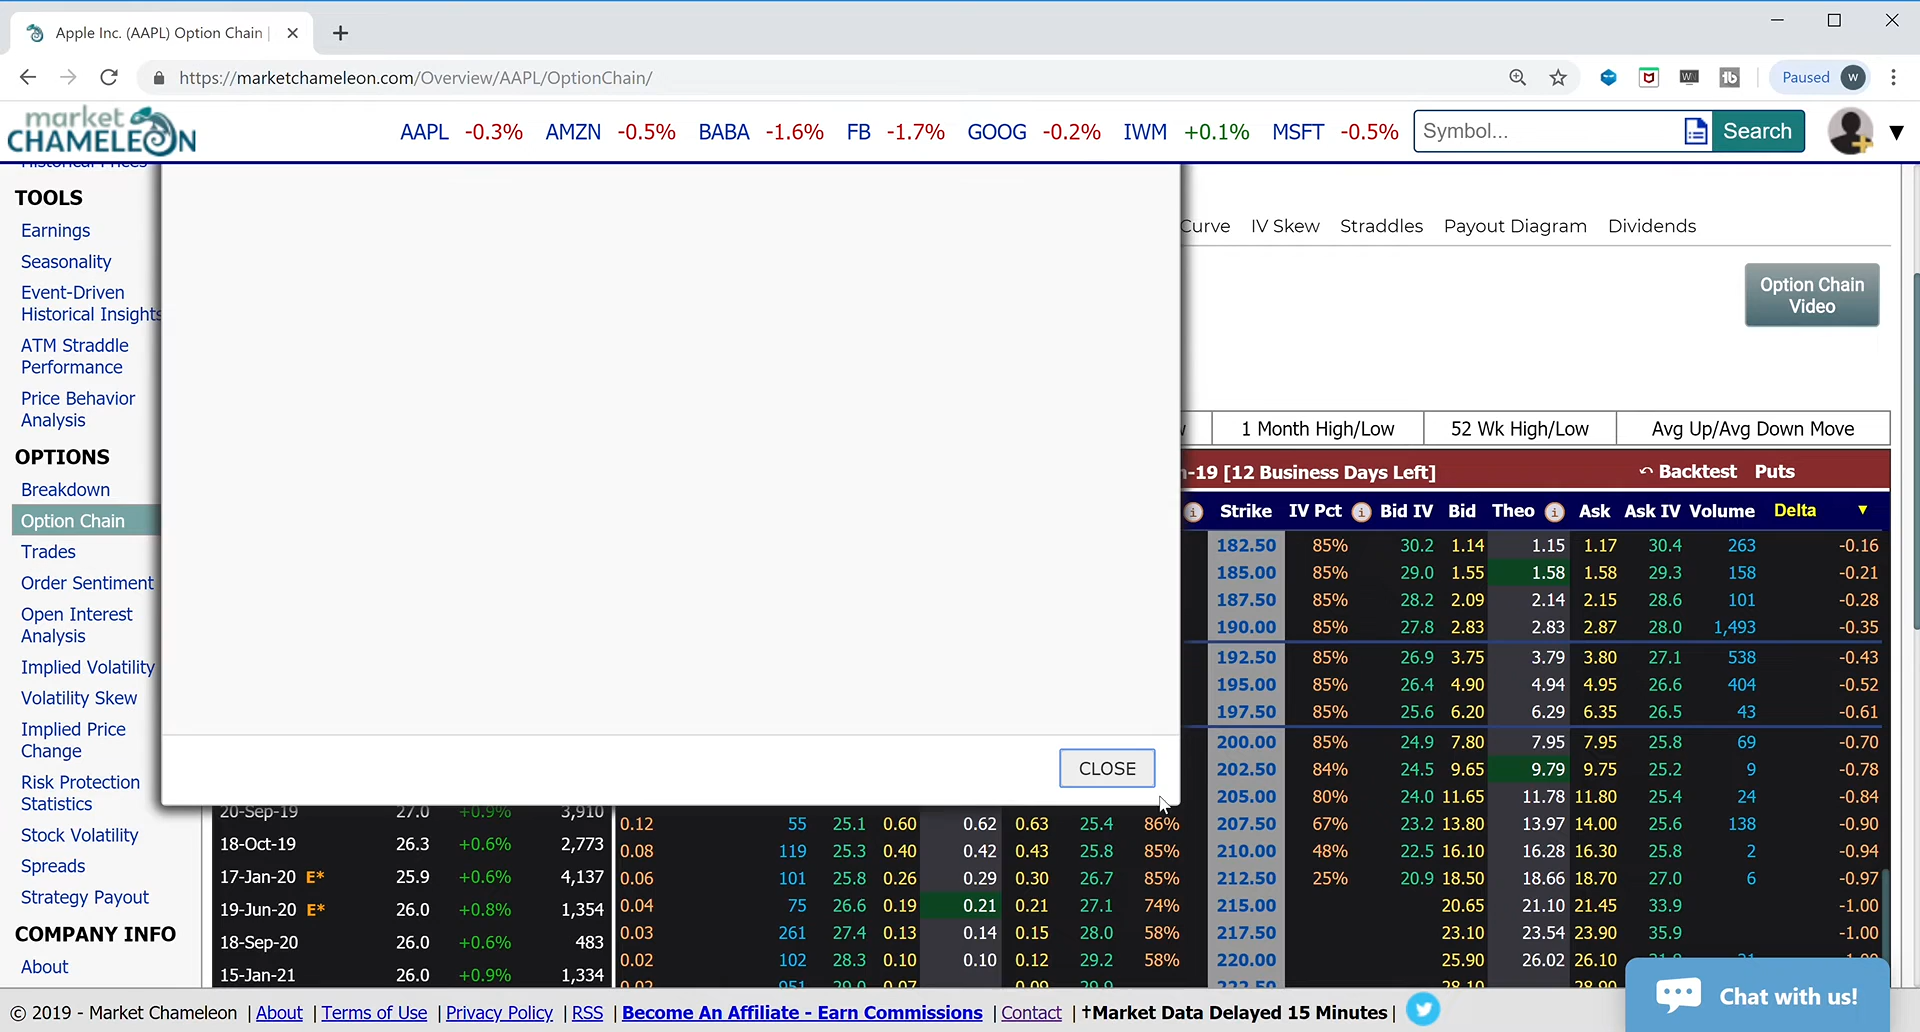 Apple Inc. (AAPL) Option Chain |
https://marketchameleon.com/Overview/AAPL/OptionChain/
Paused W
market
CHAMELEON
AAPL -0.3% AMZN -0.5% BABA -1.6% FB -1.7% GOOG -0.2% IWM +0.1% MSFT -0.5% Symbol... Search
Historical Prices
TOOLS
Earnings
Seasonality
Event-Driven
Historical Insights
ATM Straddle
Performance
Price Behavior
Analysis
OPTIONS
Breakdown
Option Chain
Trades
Order Sentiment
Open Interest
Analysis
Implied Volatility
Volatility Skew
Implied Price
Change
Risk Protection
Statistics
Stock Volatility
Spreads
Strategy Payout
COMPANY INFO
About
Curve IV Skew Straddles Payout Diagram Dividends
Option Chain
Video
1 Month High/Low 52 Wk High/Low Avg Up/Avg Down Move
-19 [12 Business Days Left] Backtest Puts
Strike IV Pct Bid IV Bid Theo Ask Ask IV Volume Delta
182.50 85% 30.2 1.14 1.15 1.17 30.4 263 -0.16
185.00 85% 29.0 1.55 1.58 1.58 29.3 158 -0.21
187.50 85% 28.2 2.09 2.14 2.15 28.6 101 -0.28
190.00 85% 27.8 2.83 2.83 2.87 28.0 1,493 -0.35
192.50 85% 26.9 3.75 3.79 3.80 27.1 538 -0.43
195.00 85% 26.4 4.90 4.94 4.95 26.6 404 -0.52
197.50 85% 25.6 6.20 6.29 6.35 26.5 43 -0.61
200.00 85% 24.9 7.80 7.95 7.95 25.8 69 -0.70
202.50 84% 24.5 9.65 9.79 9.75 25.2 9 -0.78
205.00 80% 24.0 11.65 11.78 11.80 25.4 24 -0.84
207.50 67% 23.2 13.80 13.97 14.00 25.6 138 -0.90
210.00 48% 22.5 16.10 16.28 16.30 25.8 2 -0.94
212.50 25% 20.9 18.50 18.66 18.70 27.0 6 -0.97
215.00 20.65 21.10 21.45 33.9 -1.00
217.50 23.10 23.54 23.90 35.9 -1.00
220.00 25.90 26.02 26.10
CLOSE
20-Sep-19 27.0 +0.9% 3,910
18-Oct-19 26.3 +0.6% 2,773
17-Jan-20 E* 25.9 +0.6% 4,137
19-Jun-20 E* 26.0 +0.8% 1,354
18-Sep-20 26.0 +0.6% 483
15-Jan-21 26.0 +0.9% 1,334
0.12 55 25.1 0.60 0.62 0.63 25.4 86%
0.08 119 25.3 0.40 0.42 0.43 25.8 85%
0.06 101 25.8 0.26 0.29 0.30 26.7 85%
0.04 75 26.6 0.19 0.21 0.21 27.1 74%
0.03 261 27.4 0.13 0.14 0.15 28.0 58%
0.02 102 28.3 0.10 0.10 0.12 29.2 58%
Chat with us!
© 2019 - Market Chameleon | About | Terms of Use | Privacy Policy | RSS | Become An Affiliate - Earn Commissions | Contact | †Market Data Delayed 15 Minutes |